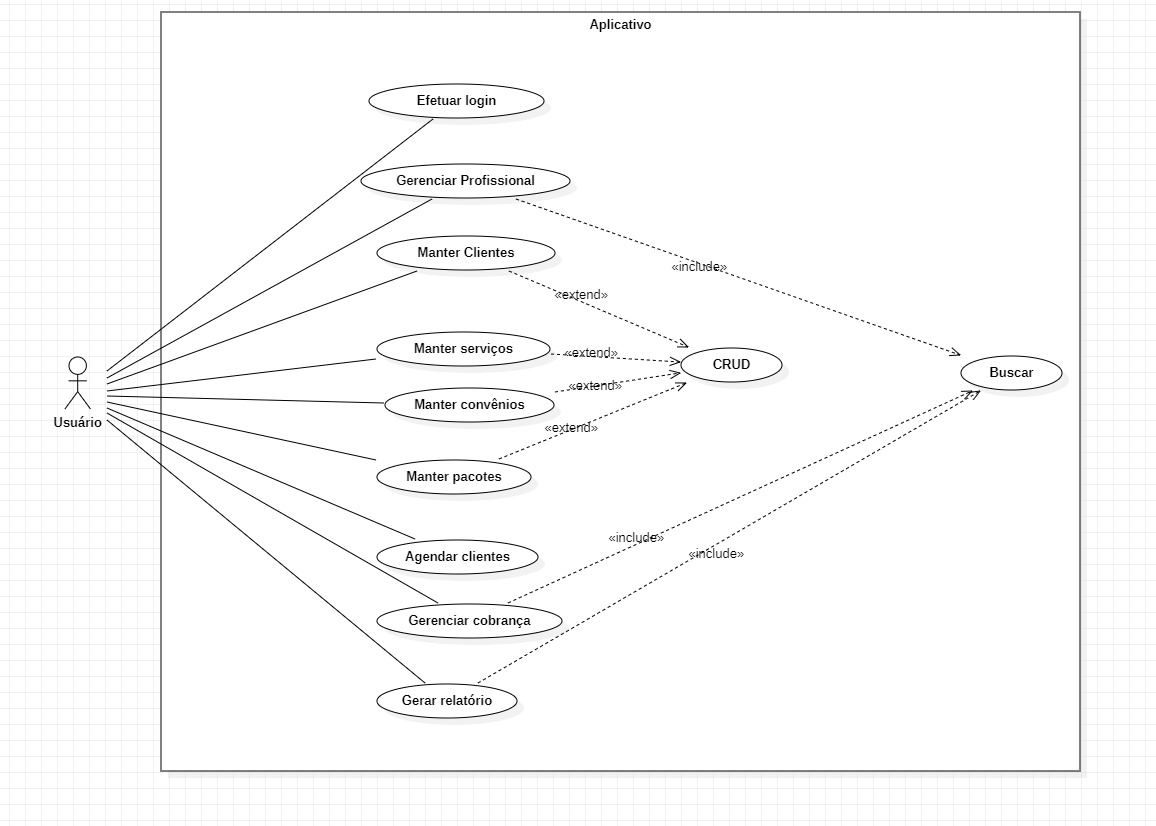 Aplicativo
Efetuar login
Gerenciar Profissional
Manter Clientes
«include»
«extend»
Manter serviços
«extend»
CRUD
Buscar
«extend»
Manter convênios
Usuário
«extend»
Manter pacotes
«include»
Agendar clientes
«include»
Gerenciar cobrança
Gerar relatório